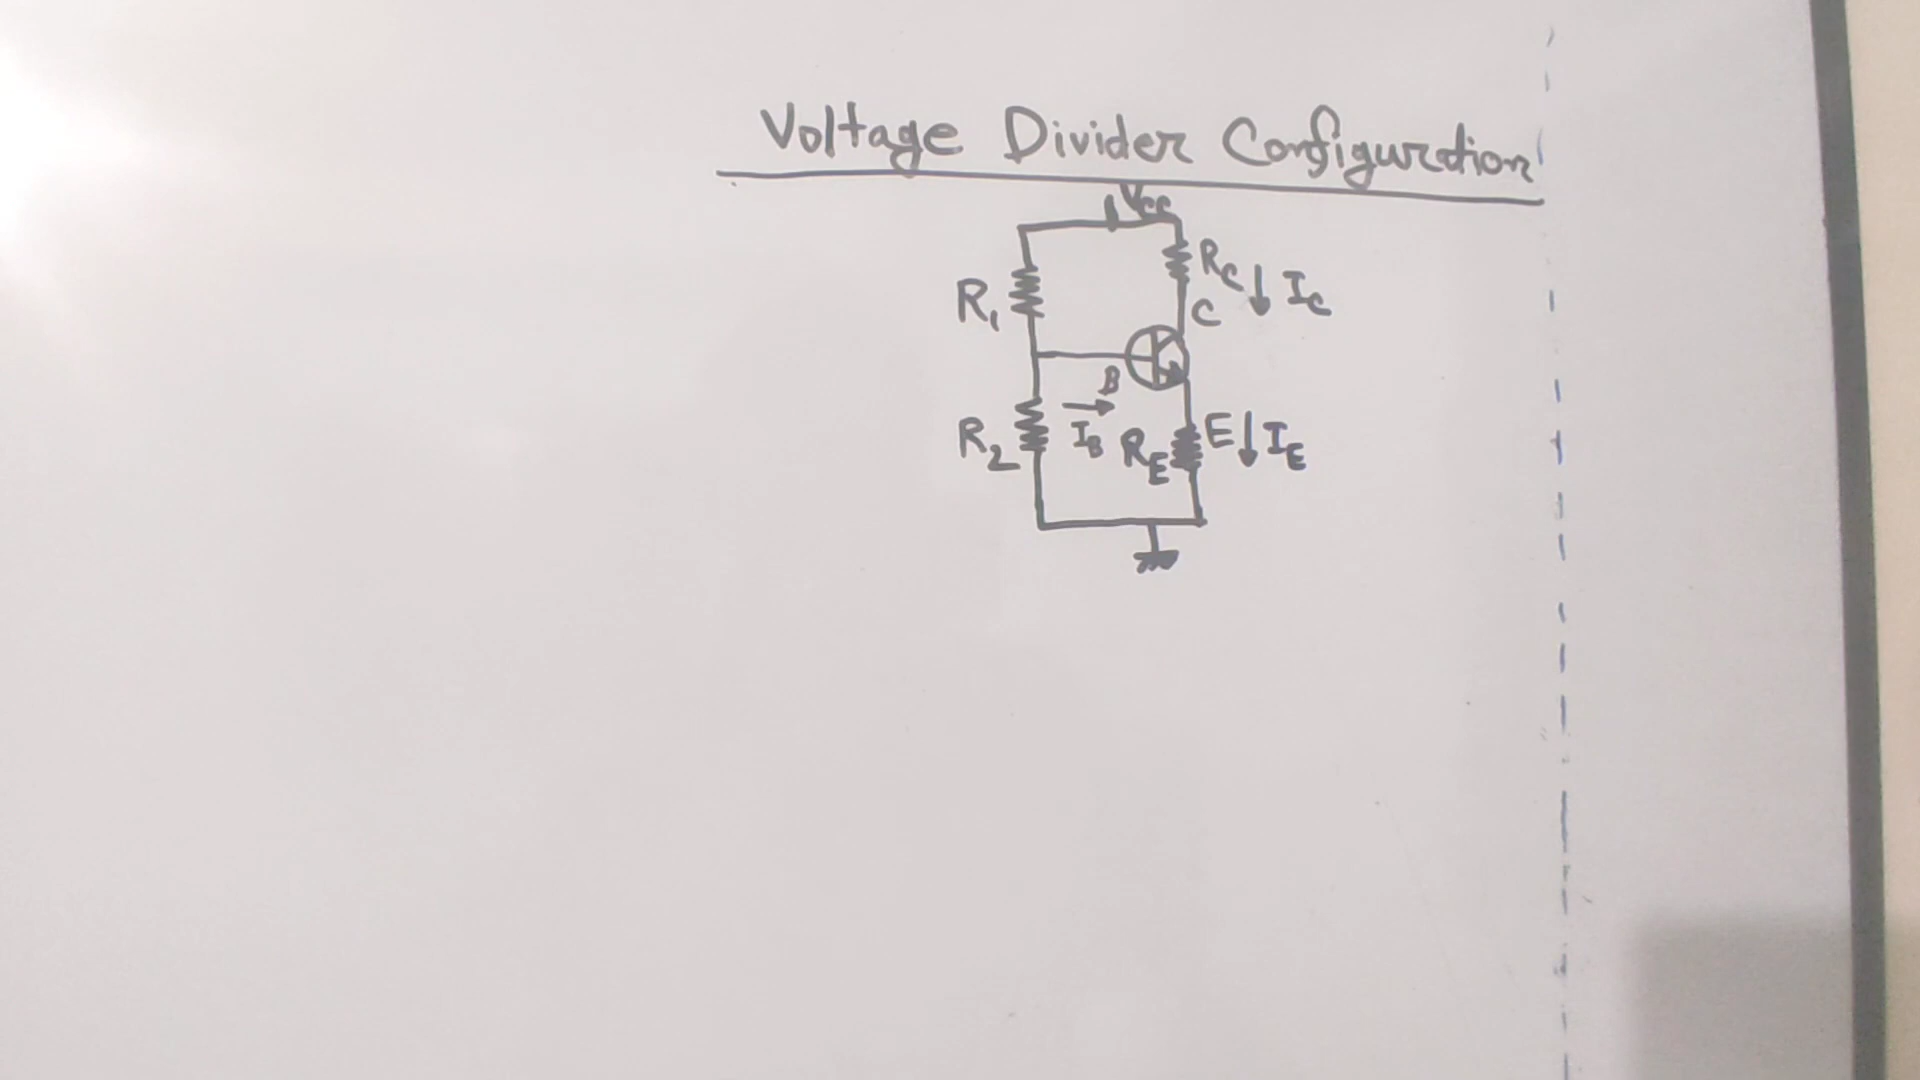 Voltage Divider Configuration
Vcc
R1
RC
IC
C
B
R2
IB
RE
E
IE